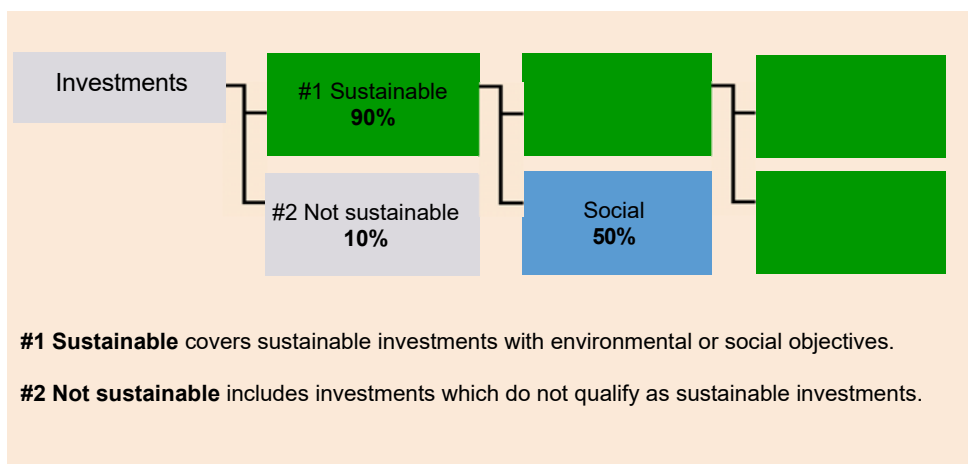 Investments
#1 Sustainable
90%
#2 Not sustainable
10%
Social
50%
#1 Sustainable covers sustainable investments with environmental or social objectives.
#2 Not sustainable includes investments which do not qualify as sustainable investments.